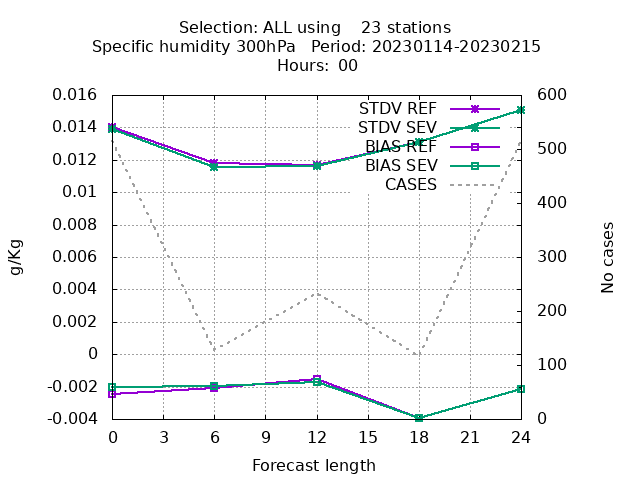 Selection: ALL using    23 stations
Specific humidity 300hPa   Period: 20230114-20230215
Hours: 00
STDV REF
STDV SEV
BIAS REF
BIAS SEV
CASES
0.016
0.014
0.012
0.01
0.008
0.006
0.004
0.002
0
-0.002
-0.004
g/Kg
600
500
400
300
200
100
0
No cases
0 3 6 9 12 15 18 21 24
Forecast length